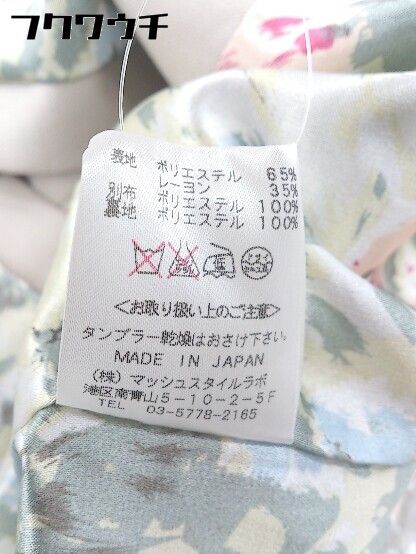 フクウウチ
表地 ポリエステル 65%
レーヨン 35%
別布 ポリエステル 100%
裏地 ポリエステル 100%
低
<お取り扱い上のご注意>
タンブラー乾燥はおさけ下さい。
MADE IN JAPAN
(株)マッシュスタイルラボ
港区南青山5-10-2-5F
TEL 03-5778-2165